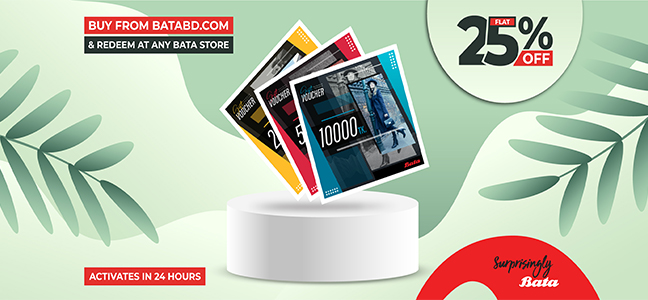 BUY FROM BATABD.COM
& REDEEM AT ANY BATA STORE
FLAT
25%
OFF
VOUCHER
VOUCHER
VOUCHER
10000 TK.
Bata
ACTIVATES IN 24 HOURS
Surprisingly
Bata